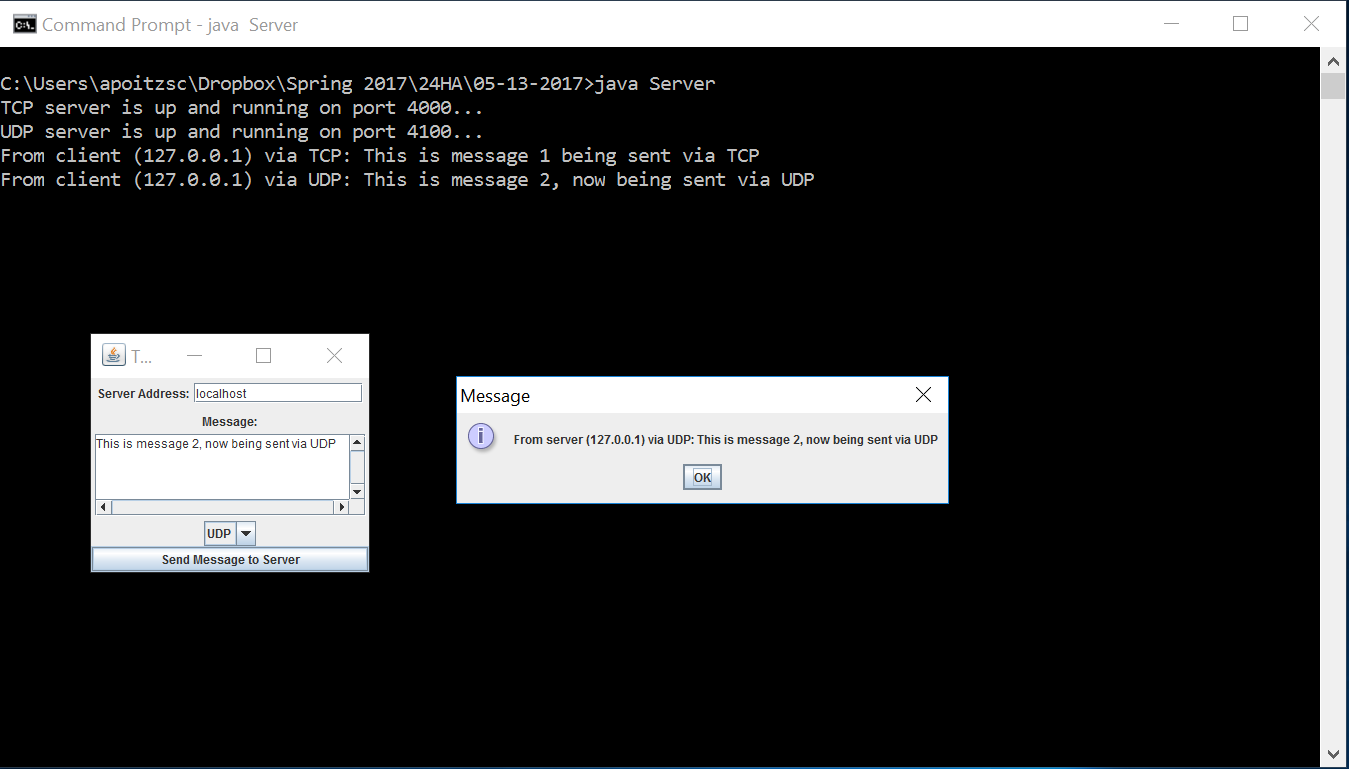 Command Prompt - java  Server
C:\Users\apoitzsc\Dropbox\Spring 2017\24HA\05-13-2017>java Server
TCP server is up and running on port 4000...
UDP server is up and running on port 4100...
From client (127.0.0.1) via TCP: This is message 1 being sent via TCP
From client (127.0.0.1) via UDP: This is message 2, now being sent via UDP
T...
Server Address: localhost
Message:
This is message 2, now being sent via UDP
UDP
Send Message to Server
Message
From server (127.0.0.1) via UDP: This is message 2, now being sent via UDP
OK